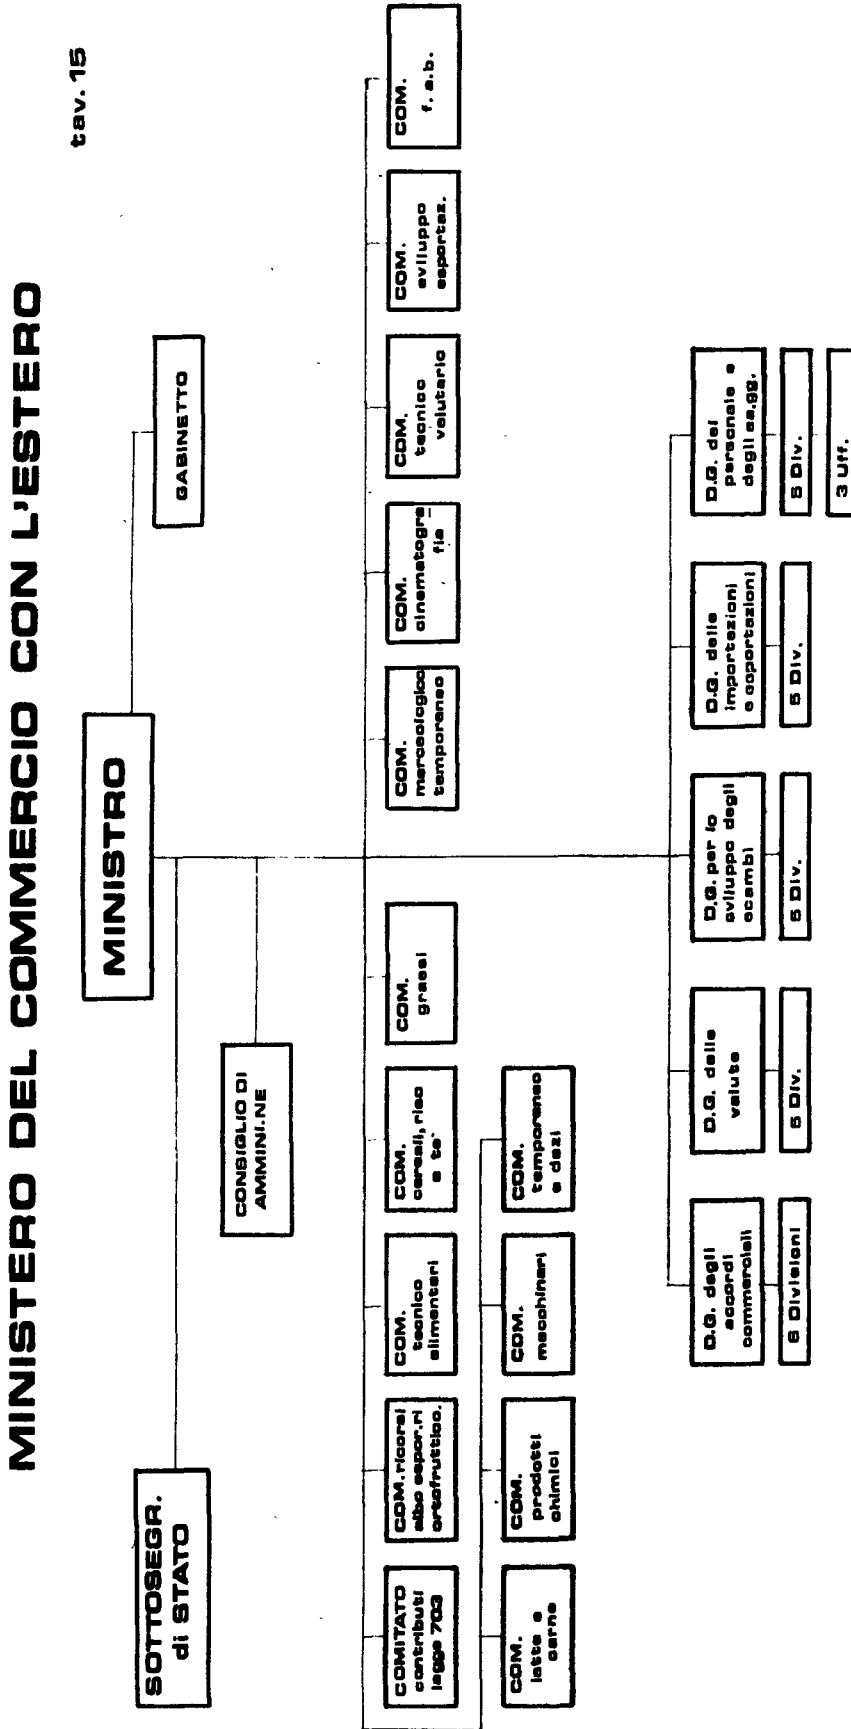 MINISTERO DEL COMMERCIO CON L'ESTERO
tav. 15
MINISTRO
GABINETTO
SOTTOSEGR.
di STATO
CONSIGLIO DI
AMMINI.NE
COMITATO
contributi
legge 703
COM. ricorsi
albo espor.ri
ortofruttico.
COM.
tecnico
alimentari
COM.
cereali, riso
e te'
COM.
grassi
COM.
merceologico
temporaneo
COM.
cinematogra_
fia
COM.
tecnico
valutario
COM.
sviluppo
esportaz.
COM.
f. a.b.
COM.
latte e
carne
COM.
prodotti
chimici
COM.
macchinari
COM.
temporanee
e dazi
D.G. degli
accordi
commerciali
6 Divisioni
D.G. delle
valute
5 Div.
D.G. per lo
sviluppo degli
scambi
5 Div.
D.G. delle
importazioni
e esportazioni
5 Div.
D.G. del
personale e
degli aa.gg.
5 Div.
3 Uff.